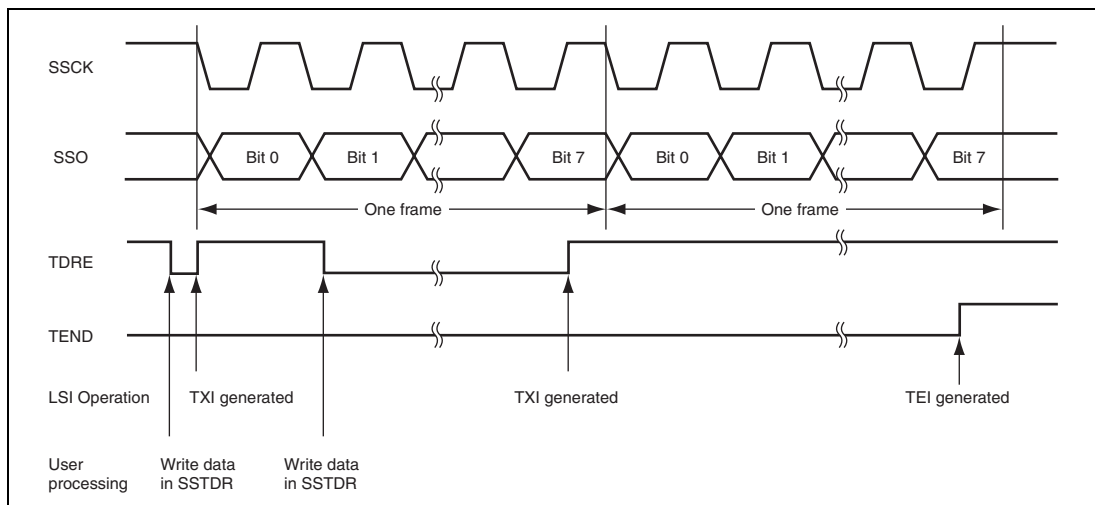 SSCK
SSO
Bit 0
Bit 1
Bit 7
Bit 0
Bit 1
Bit 7
One frame
One frame
TDRE
TEND
LSI Operation
TXI generated
TXI generated
TEI generated
User
processing
Write data
in SSTDR
Write data
in SSTDR